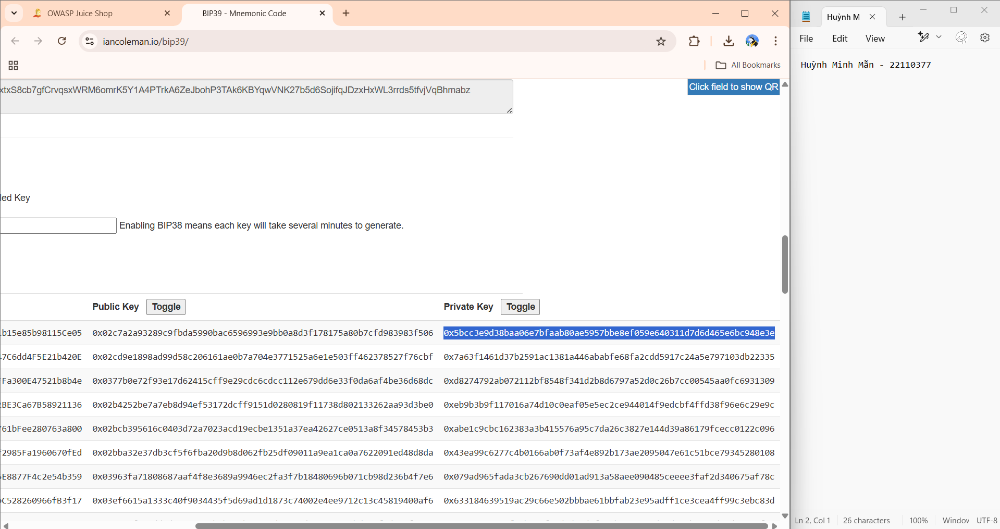 OWASP Juice Shop
BIP39 - Mnemonic Code
iancoleman.io/bip39/
All Bookmarks
xtxS8cb7gfCrvqsxWRM6omrK5Y1A4PTrkA6ZeJbohP3TAk6KBYqwVNK27b5d6SojifqJDzxHxWL3rrds5tfvjVqBhmabz
Click field to show QR
led Key
Enabling BIP38 means each key will take several minutes to generate.
Public Key Toggle Private Key Toggle
b15e85b98115Ce05 0x02c7a2a93289c9fbda5990bac6596993e9bb0a8d3f178175a80b7cfd983983f506 0x5bcc3e9d38baa06e7bfaab80ae5957bbe8ef059e640311d7d6d465e6bc948e3e
7C6dd4F5E21b420E 0x02cd9e1898ad99d58c206161ae0b7a704e3771525a6e1e503ff462378527f76cbf 0x7a63f1461d37b2591ac1381a446ababfe68fa2cdd5917c24a5e797103db22335
Fa300E47521b8b4e 0x0377b0e72f93e17d62415cff9e29cdc6cdcc112e679dd6e33f0da6af4be36d68dc 0xd8274792ab072112bf8548f341d2b8d6797a52d0c26b7cc00545aa0fc6931309
BE3Ca67B58921136 0x02b4252be7a7eb8d94ef53172dcff9151d0280819f11738d802133262aa93d3be0 0xeb9b3b9f117016a74d10c0eaf05e5ec2ce944014f9edcbf4ffd38f96e6c29e9c
61bFee280763a800 0x02bcb395616c0403d72a7023acd19ecbe1351a37ea42627ce0513a8f34578453b3 0xabe1c9cbc162383a3b415576a95c7da26c3827e144d39a86179fcecc0122c096
2985Fa1960670fEd 0x02bba32e37db3cf5f6fba20d9b8d062fb25df09011a9ea1ca0a7622091ed48d8da 0x43ea99c6277c4b0166ab0f73af4e892b173ae2095047e61c51bce79345280108
E8877F4c2e54b359 0x03963fa71808687aaf4f8e3689a9946ec2fa3f7b18480696b071cb98d236b4f7e6 0x079ad965fada3cb267690dd01ad913a58aee090485ceeee3faf2d340675af78c
C528260966fB3f17 0x03ef6615a1333c40f9034435f5d69ad1d1873c74002e4ee9712c13c45819400af6 0x633184639519ac29c66e502bbbae61bbfab23e95adff1ce3cea4ff99c3ebc83d
Huỳnh M
File Edit View
Huỳnh Minh Mẫn - 22110377
Ln 2, Col 1 26 characters 100% Window UTF-8